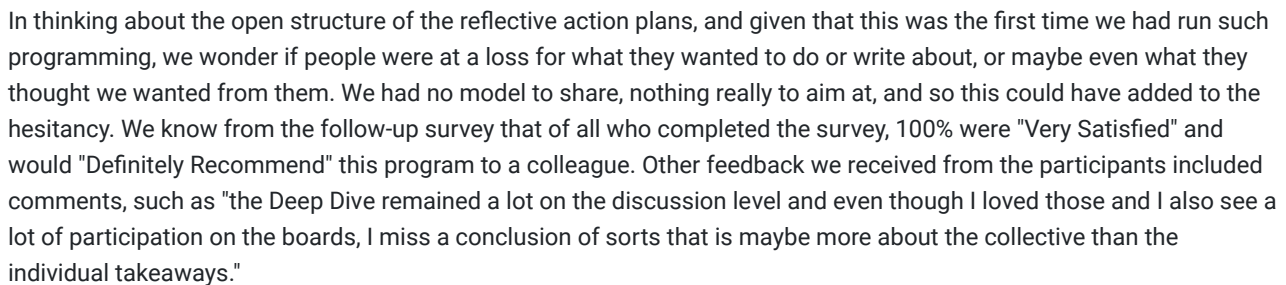 In thinking about the open structure of the reflective action plans, and given that this was the first time we had run such
programming, we wonder if people were at a loss for what they wanted to do or write about, or maybe even what they
thought we wanted from them. We had no model to share, nothing really to aim at, and so this could have added to the
hesitancy. We know from the follow-up survey that of all who completed the survey, 100% were "Very Satisfied" and
would "Definitely Recommend" this program to a colleague. Other feedback we received from the participants included
comments, such as "the Deep Dive remained a lot on the discussion level and even though I loved those and I also see a
lot of participation on the boards, I miss a conclusion of sorts that is maybe more about the collective than the
individual takeaways."